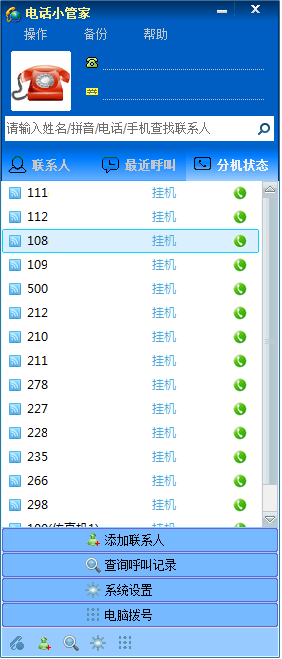 电话小管家
操作 备份 帮助
请输入姓名/拼音/电话/手机查找联系人
联系人 最近呼叫 分机状态
111 挂机
112 挂机
108 挂机
109 挂机
500 挂机
212 挂机
210 挂机
211 挂机
278 挂机
227 挂机
228 挂机
235 挂机
266 挂机
298 挂机
添加联系人
查询呼叫记录
系统设置
电脑拨号